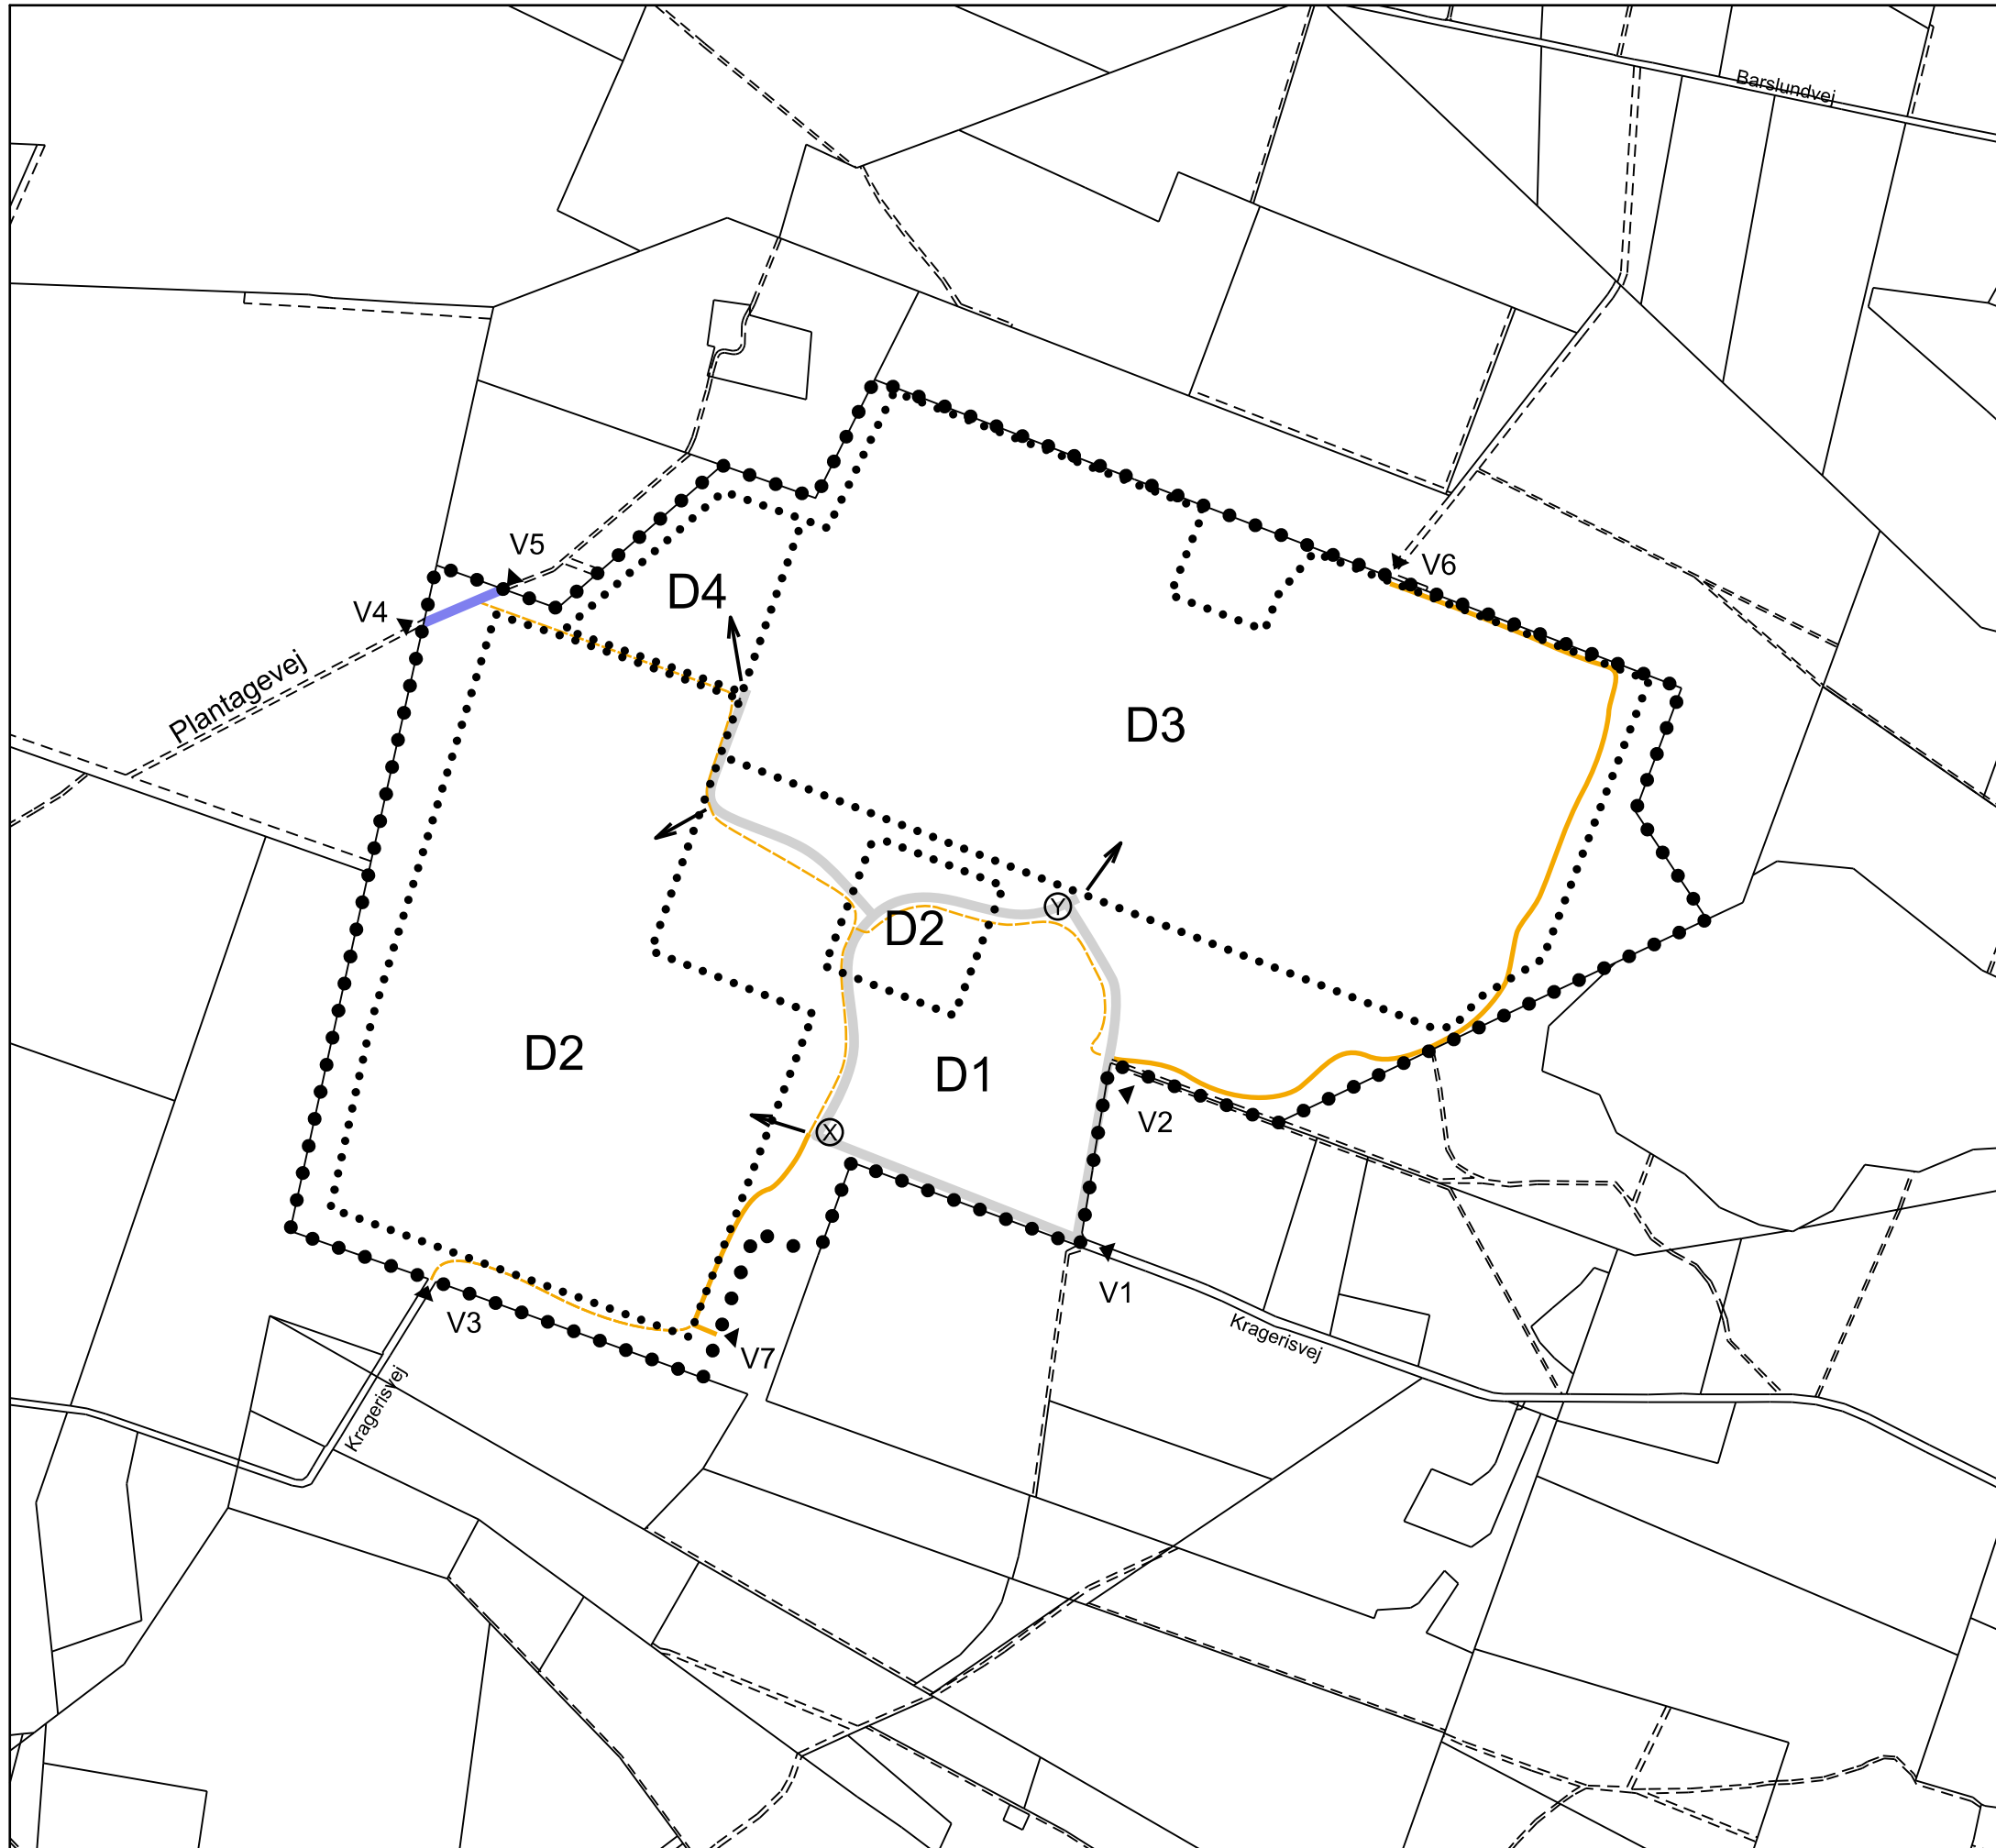 Barslundvej
V5
V6
D4
V4
Plantagevej
D3
Y
D2
D2
D1
V2
X
V1
V3
Kragerisvej
V7
Kragerisvej